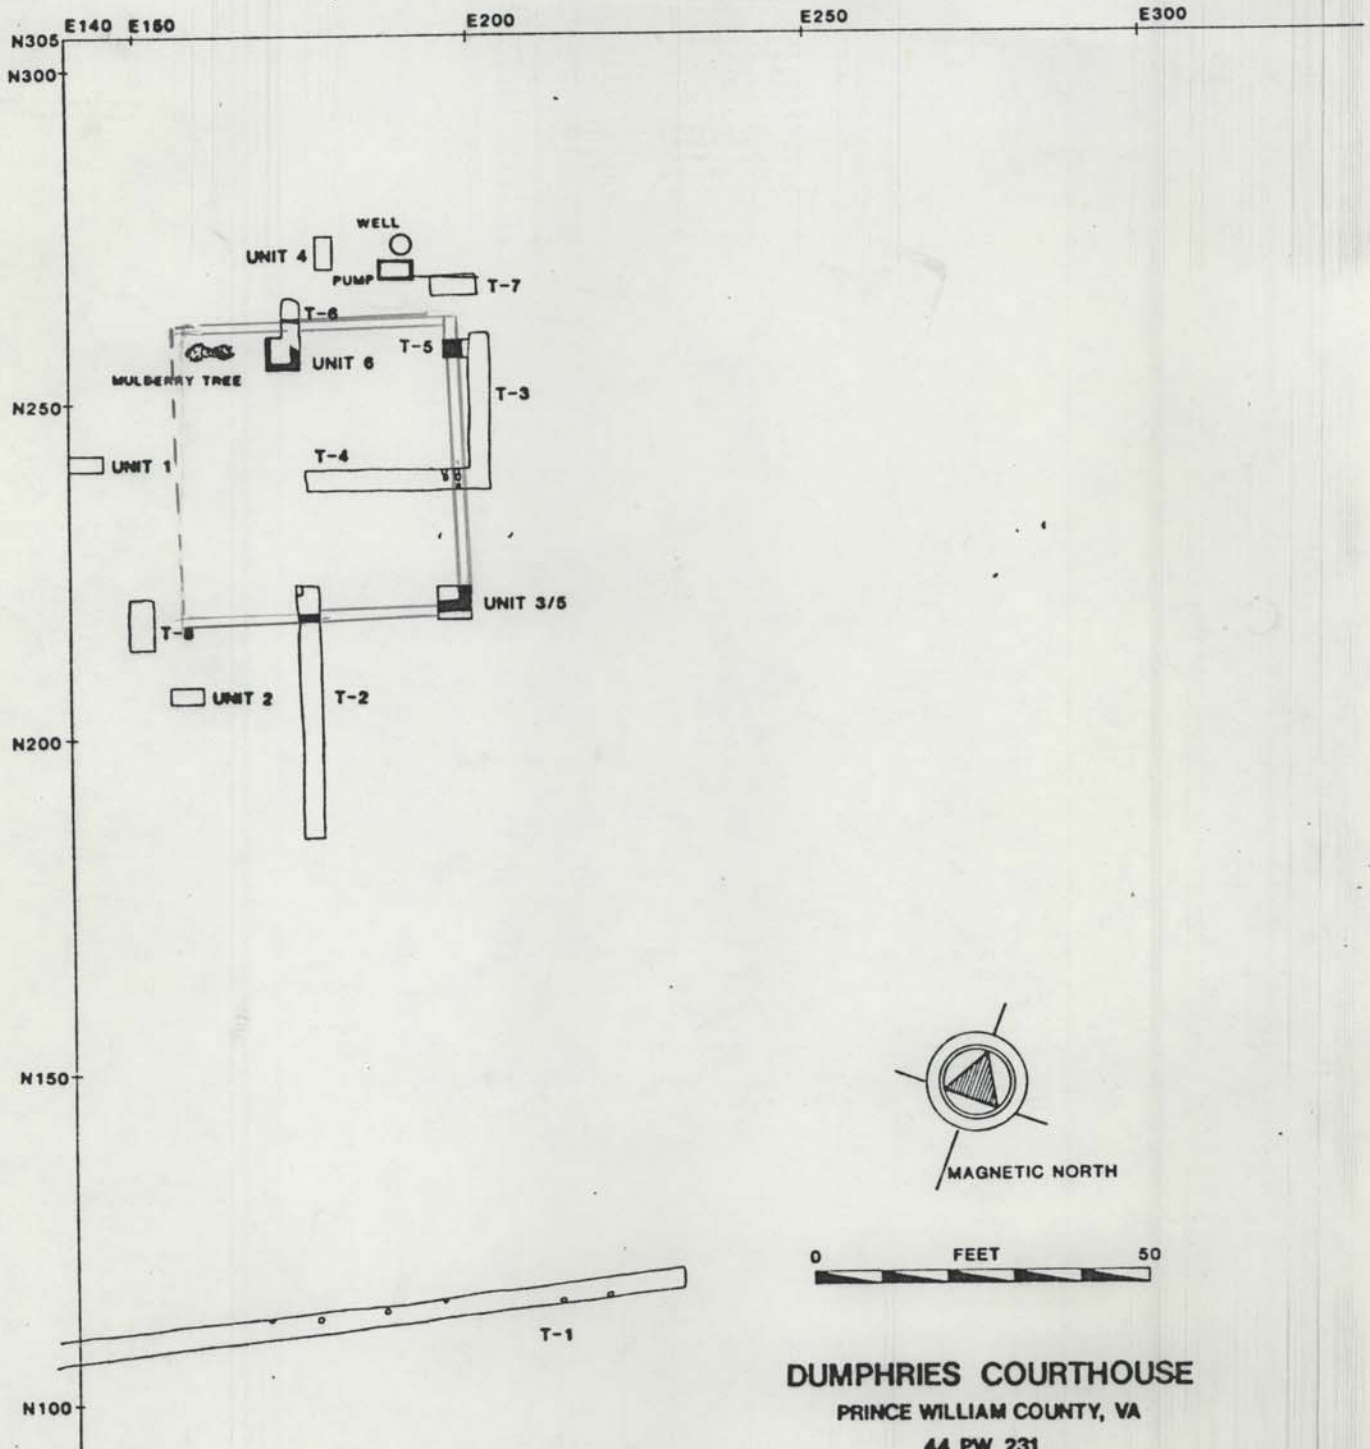 E140 E150 E200 E250 E300
N305
N300
WELL
UNIT 4
PUMP
T-7
T-6
T-5
UNIT 6
MULBERRY TREE
T-3
N250
T-4
UNIT 1
UNIT 3/5
T-8
UNIT 2
T-2
N200
N150
MAGNETIC NORTH
0 FEET 50
T-1
DUMPHRIES COURTHOUSE
PRINCE WILLIAM COUNTY, VA
N100
44 PW 231